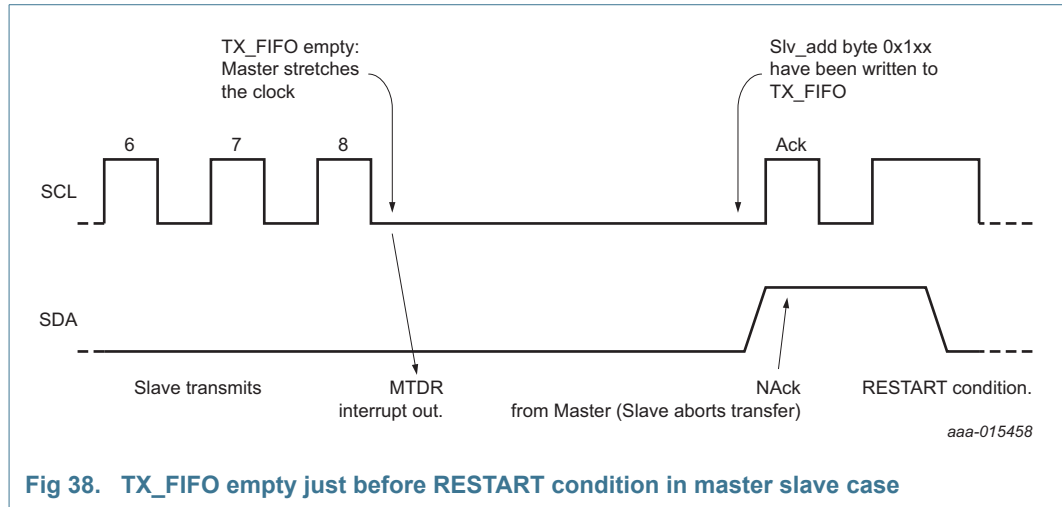 TX_FIFO empty:
Master stretches
the clock
Slv_add byte 0x1xx
have been written to
TX_FIFO
6
7
8
Ack
SCL
SDA
Slave transmits
MTDR
interrupt out.
NAck
from Master (Slave aborts transfer)
RESTART condition.
aaa-015458
Fig 38. TX_FIFO empty just before RESTART condition in master slave case